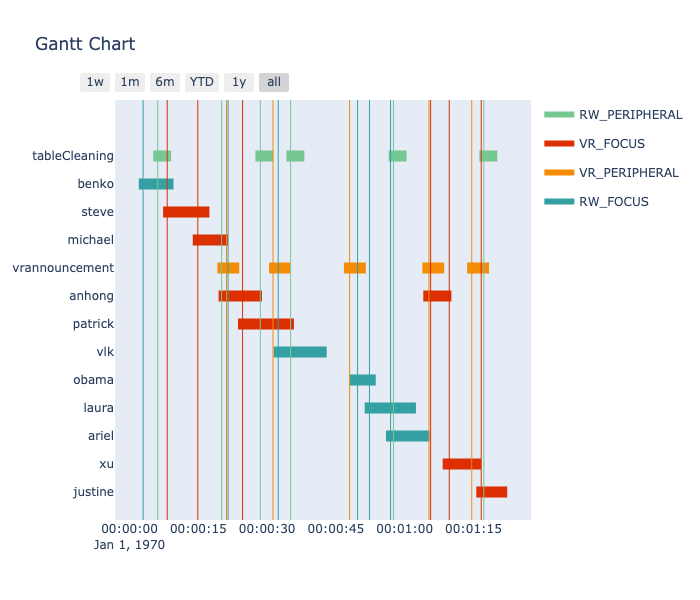 Gantt Chart
1w 1m 6m YTD 1y all
RW_PERIPHERAL
VR_FOCUS
VR_PERIPHERAL
RW_FOCUS
tableCleaning
benko
steve
michael
vrannouncement
anhong
patrick
vlk
obama
laura
ariel
xu
justine
00:00:00 00:00:15 00:00:30 00:00:45 00:01:00 00:01:15
Jan 1, 1970